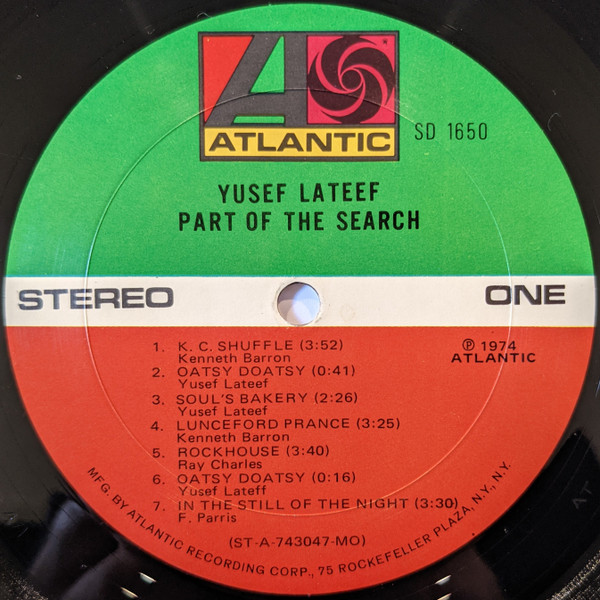 ATLANTIC
SD 1650
YUSEF LATEEF
PART OF THE SEARCH
STEREO
ONE
℗ 1974
ATLANTIC
1. K. C. SHUFFLE (3:52)
Kenneth Barron
2. OATSY DOATSY (0:41)
Yusef Lateef
3. SOUL'S BAKERY (2:26)
Yusef Lateef
4. LUNCEFORD PRANCE (3:25)
Kenneth Barron
5. ROCKHOUSE (3:40)
Ray Charles
6. OATSY DOATSY (0:16)
Yusef Lateff
7. IN THE STILL OF THE NIGHT (3:30)
F. Parris
(ST-A-743047-MO)
MFG. BY ATLANTIC RECORDING CORP., 75 ROCKEFELLER PLAZA, N.Y., N.Y.